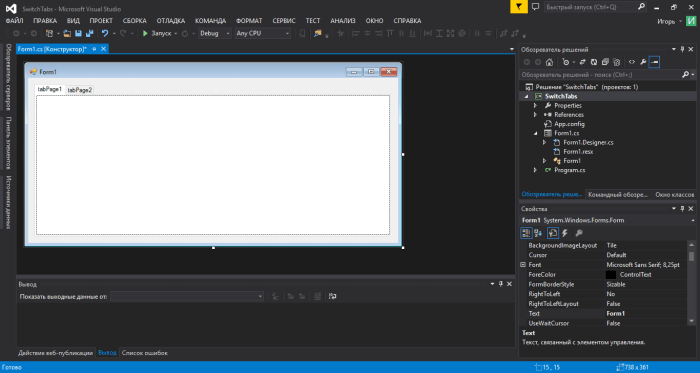 SwitchTabs - Microsoft Visual Studio
Быстрый запуск (Ctrl+Q)
ФАЙЛ ПРАВКА ВИД ПРОЕКТ СБОРКА ОТЛАДКА КОМАНДА ФОРМАТ СЕРВИС ТЕСТ АНАЛИЗ ОКНО СПРАВКА
Игорь И
Запуск Debug Any CPU
Обозреватель серверов
Панель элементов
Источники данных
Form1.cs [Конструктор]*
Form1
tabPage1 tabPage2
Вывод
Показать выходные данные от:
Действия веб-публикации Вывод Список ошибок
Обозреватель решений
Обозреватель решений - поиск (Ctrl+;)
Решение "SwitchTabs" (проектов: 1)
SwitchTabs
Properties
References
App.config
Form1.cs
Form1.Designer.cs
Form1.resx
Form1
C# Program.cs
Обозреватель реше... Командный обозре... Окно классов
Свойства
Form1 System.Windows.Forms.Form
BackgroundImageLayout Tile
Cursor Default
Font Microsoft Sans Serif; 8,25pt
ForeColor ControlText
FormBorderStyle Sizable
RightToLeft No
RightToLeftLayout False
Text Form1
UseWaitCursor False
Text
Текст, связанный с элементом управления.
Готово
15 , 15
738 x 361